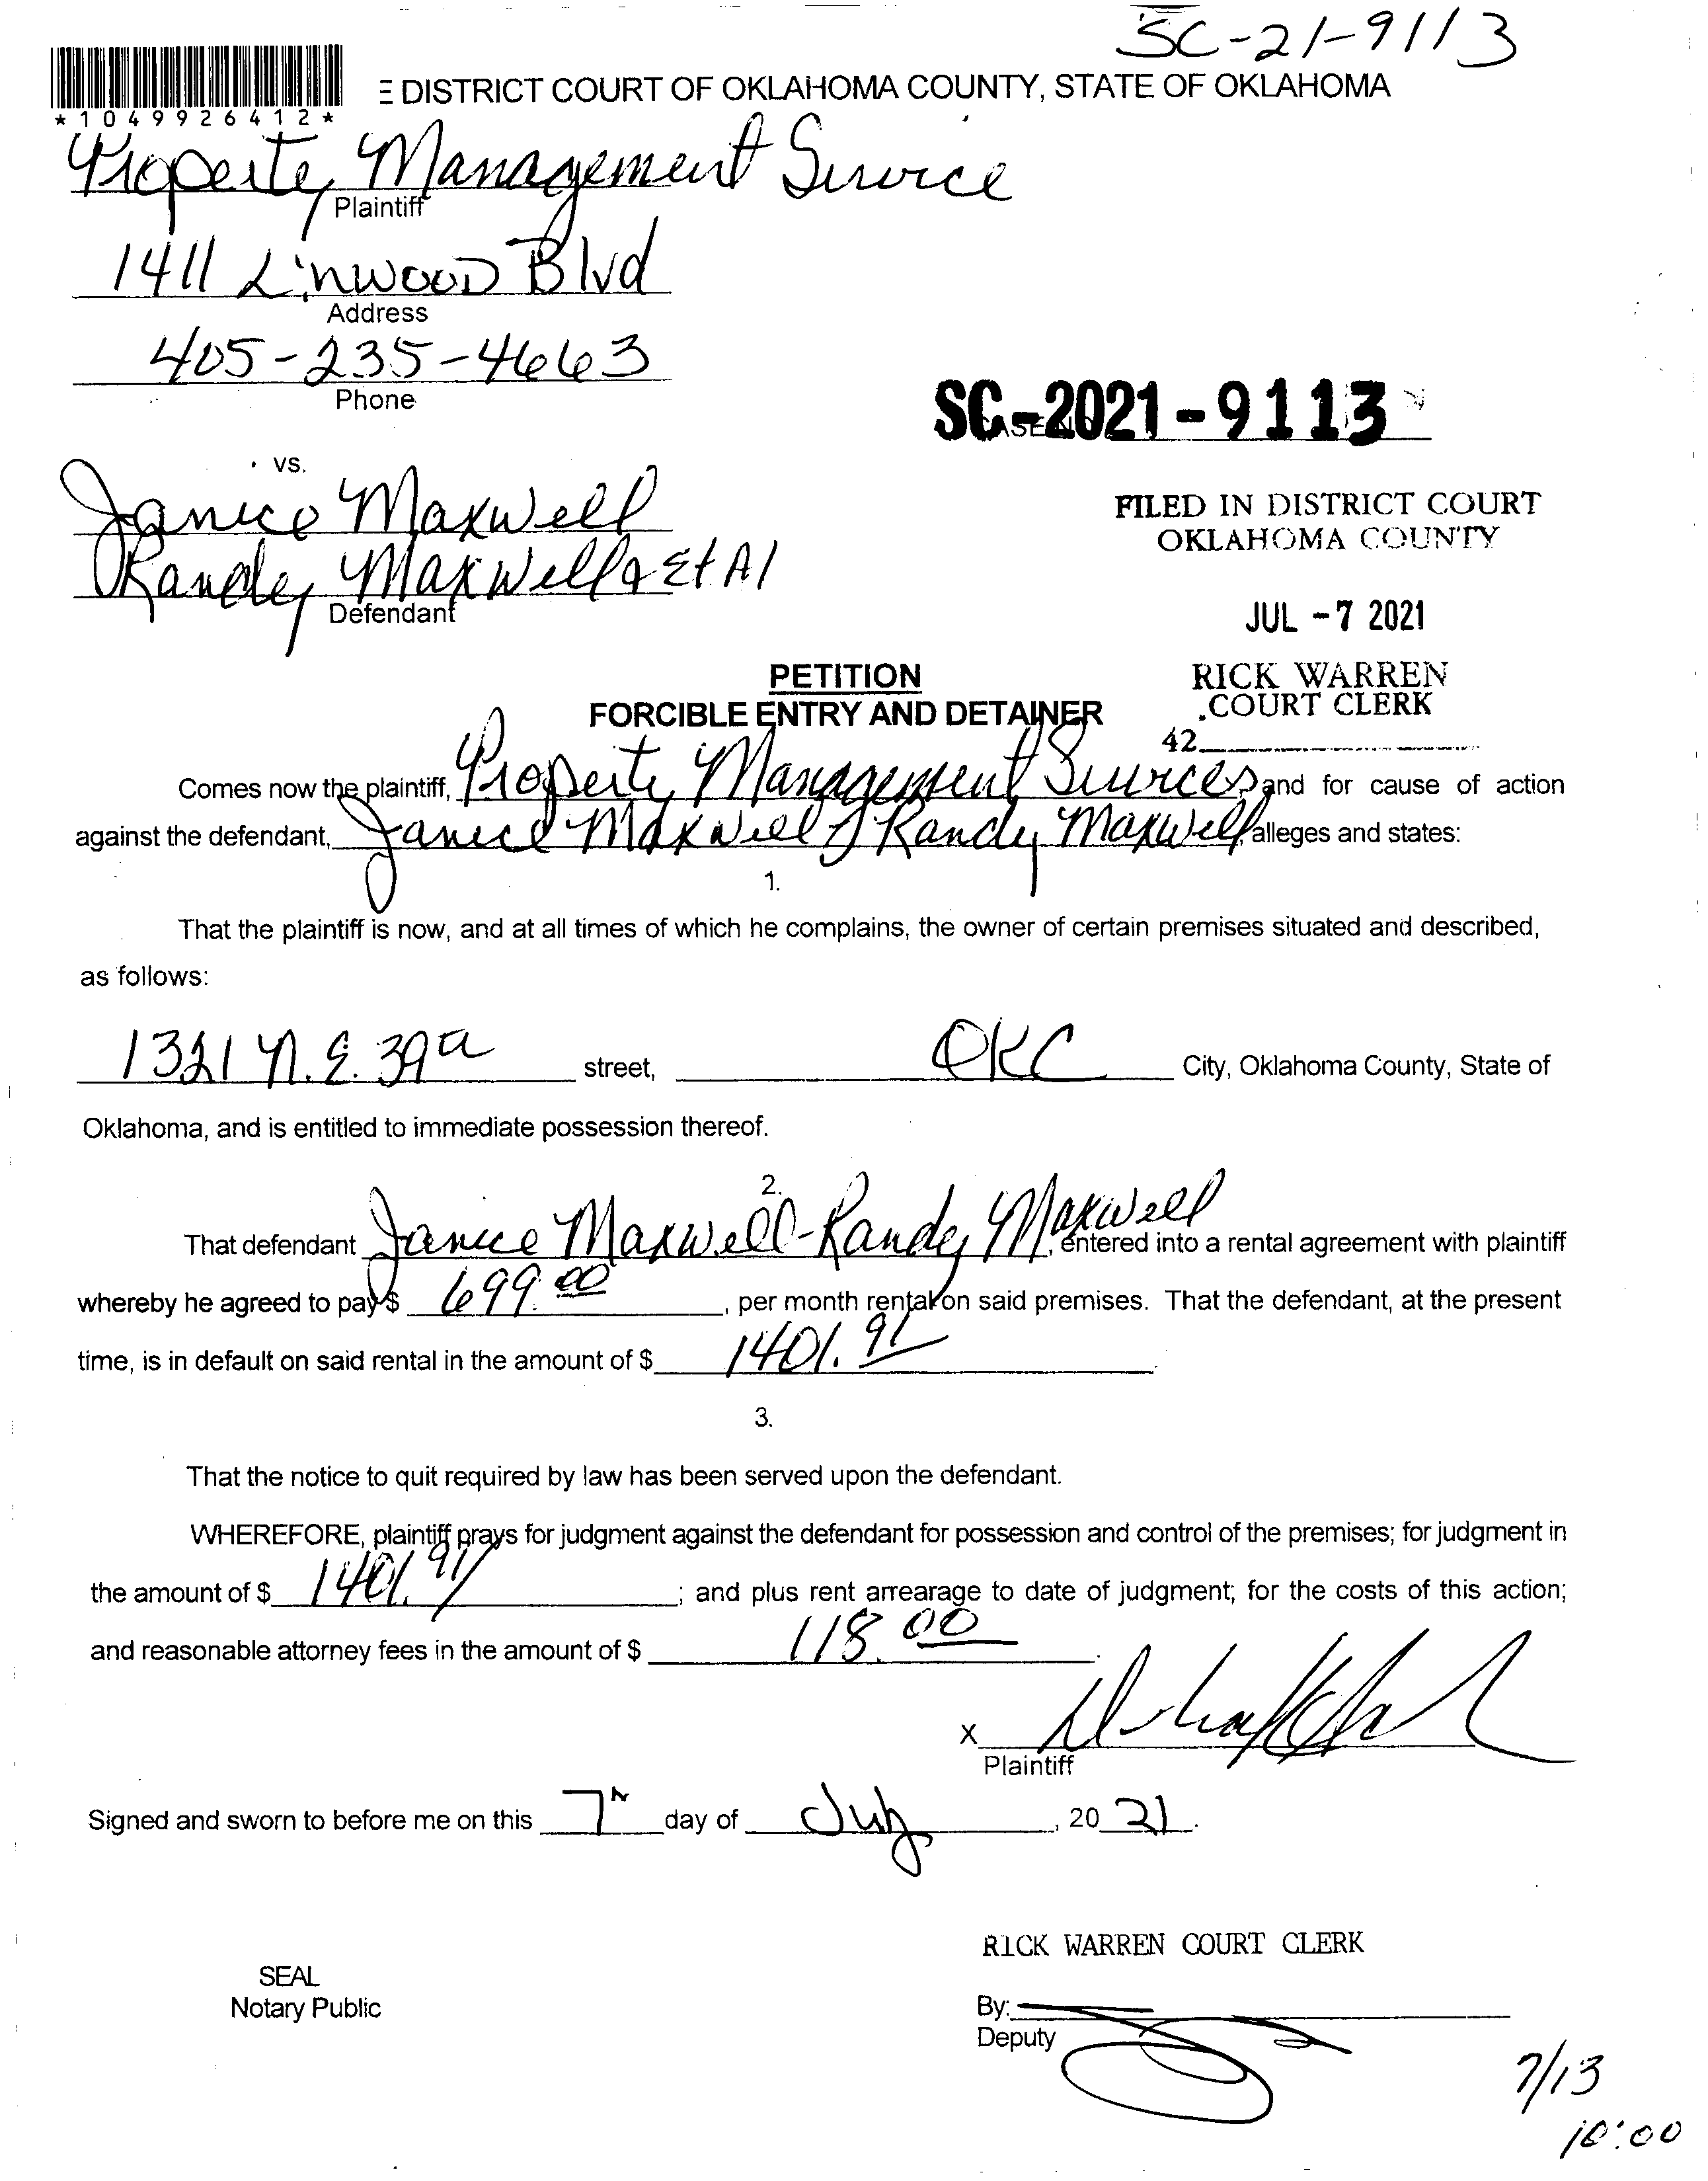 SC-21-9113
*1049926412*
E DISTRICT COURT OF OKLAHOMA COUNTY, STATE OF OKLAHOMA
Property Management Service
Plaintiff
1411 Linwood Blvd
Address
405-235-4663
Phone
SC-2021-9113
vs.
Janice Maxwell
Randy Maxwell & Et Al
Defendant
FILED IN DISTRICT COURT
OKLAHOMA COUNTY
JUL -7 2021
RICK WARREN
COURT CLERK
42
PETITION
FORCIBLE ENTRY AND DETAINER
Comes now the plaintiff, Property Management Services and for cause of action
against the defendant, Janice Maxwell & Randy Maxwell, alleges and states:
1.
That the plaintiff is now, and at all times of which he complains, the owner of certain premises situated and described,
as follows:
1321 N.E. 39 street, OKC City, Oklahoma County, State of
Oklahoma, and is entitled to immediate possession thereof.
2.
That defendant Janice Maxwell - Randy Maxwell, entered into a rental agreement with plaintiff
whereby he agreed to pay $ 699.00, per month rental on said premises. That the defendant, at the present
time, is in default on said rental in the amount of $ 1401.91.
3.
That the notice to quit required by law has been served upon the defendant.
WHEREFORE, plaintiff prays for judgment against the defendant for possession and control of the premises; for judgment in
the amount of $ 1401.91; and plus rent arrearage to date of judgment; for the costs of this action;
and reasonable attorney fees in the amount of $ 118.00.
X
Plaintiff
Signed and sworn to before me on this 7th day of July, 2021.
RICK WARREN COURT CLERK
SEAL
Notary Public
By:
Deputy
7/13
10:00